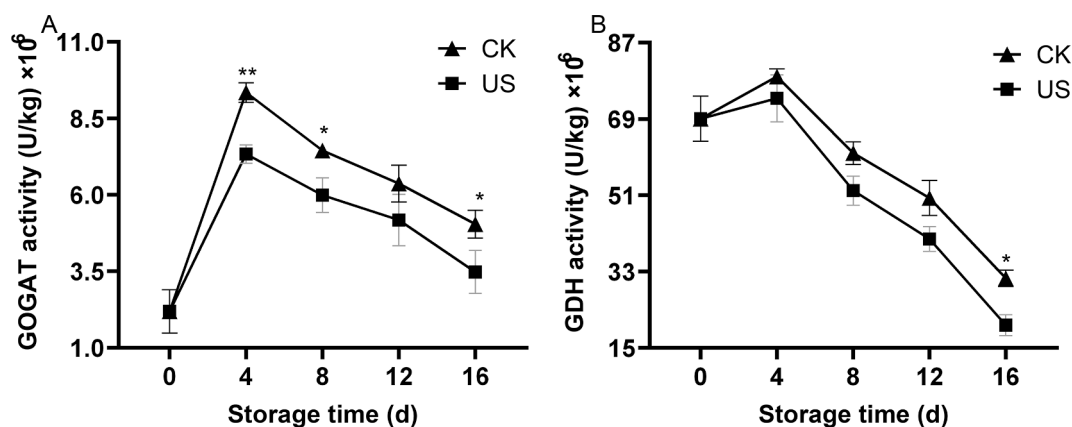 A
GOGAT activity (U/kg) ×10⁶
11.0
8.5
6.0
3.5
1.0
CK
US
**
*
*
0 4 8 12 16
Storage time (d)
B
GDH activity (U/kg) ×10⁶
87
69
51
33
15
CK
US
*
0 4 8 12 16
Storage time (d)